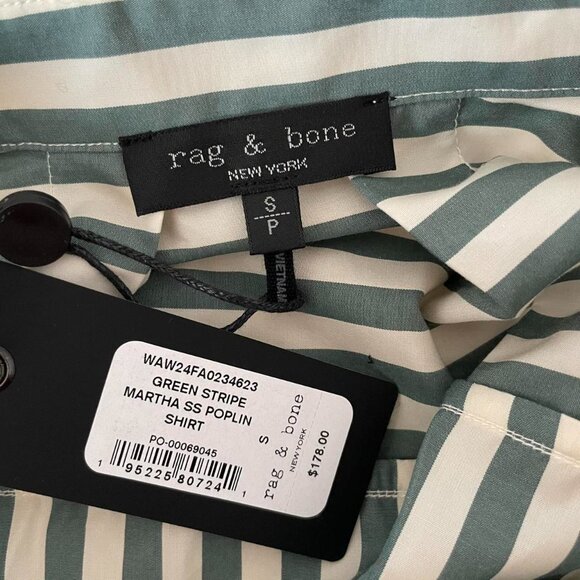 rag & bone
NEW YORK
S
P
VIETNAM
WAW24FA0234623
GREEN STRIPE
MARTHA SS POPLIN
SHIRT
PO-00069045
1 95225 80724 1
S
rag & bone
NEW YORK
$178.00